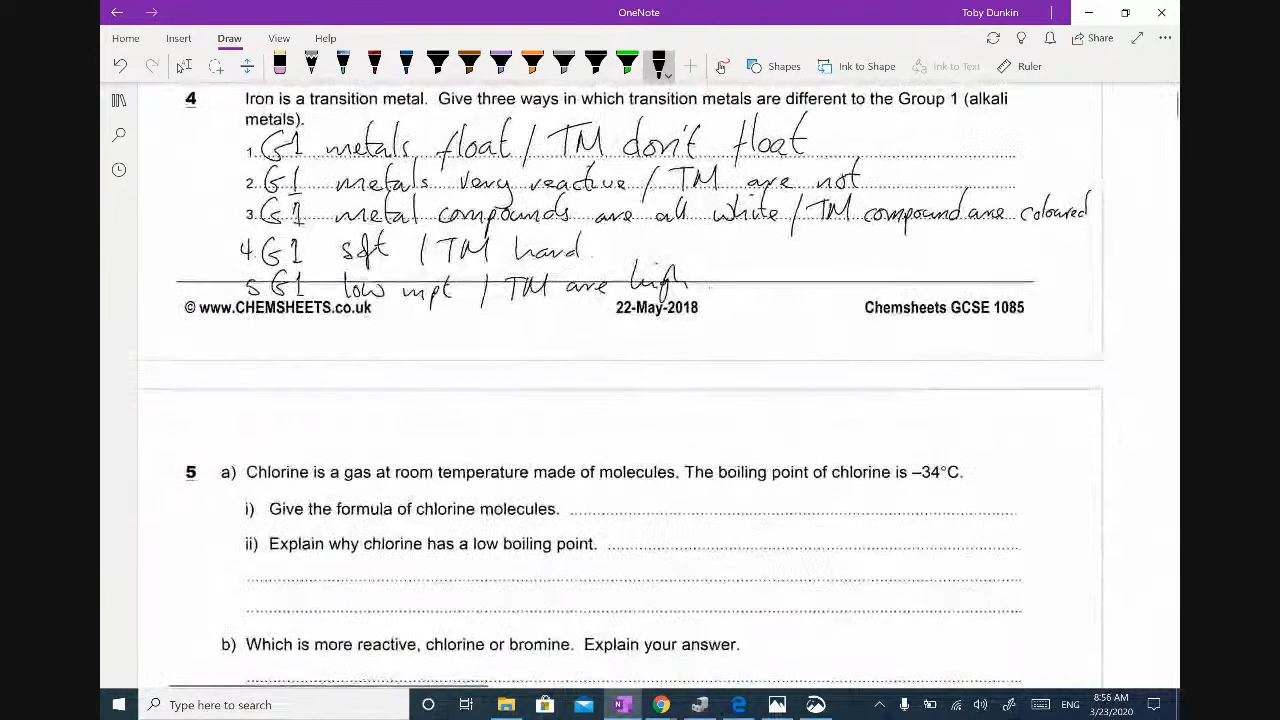 OneNote
Toby Dunkin
Home Insert Draw View Help
Share
Shapes Ink to Shape Ink to Text Ruler
4 Iron is a transition metal. Give three ways in which transition metals are different to the Group 1 (alkali
metals).
1. G1 metals float / TM don't float
2. G1 metals very reactive / TM are not
3. G1 metal compounds are all white / TM compound are coloured
4. G1 soft / TM hard.
5 G1 low mpt / TM are high.
© www.CHEMSHEETS.co.uk 22-May-2018 Chemsheets GCSE 1085
5 a) Chlorine is a gas at room temperature made of molecules. The boiling point of chlorine is –34°C.
i) Give the formula of chlorine molecules.
ii) Explain why chlorine has a low boiling point.
b) Which is more reactive, chlorine or bromine. Explain your answer.
Type here to search
ENG
8:56 AM
3/23/2020